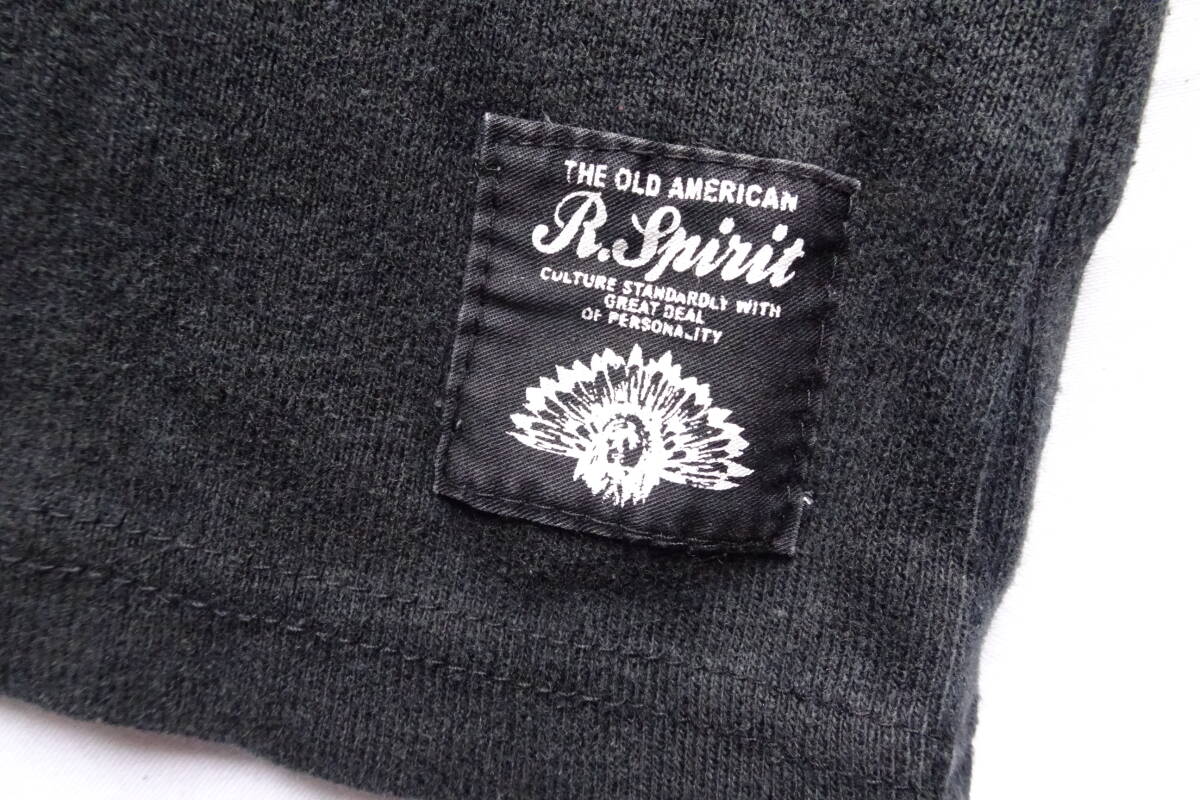 THE OLD AMERICAN
R.Spirit
CULTURE STANDARDLY WITH
GREAT DEAL
OF PERSONALITY